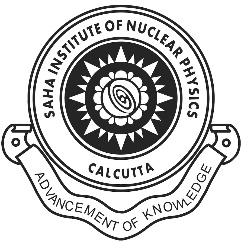 SAHA INSTITUTE OF NUCLEAR PHYSICS
CALCUTTA
ADVANCEMENT OF KNOWLEDGE